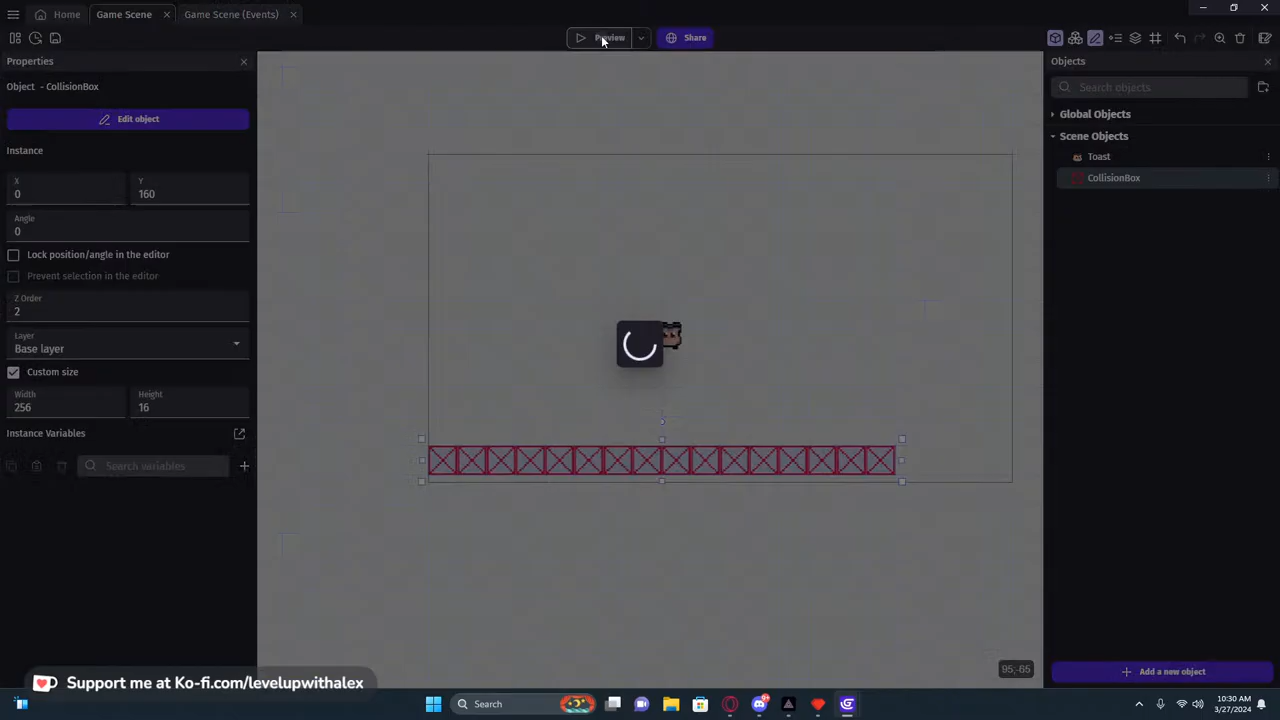 Home
Game Scene
Game Scene (Events)
Preview
Share
Properties
Objects
Object - CollisionBox
Search objects
Edit object
Global Objects
Instance
Scene Objects
Toast
X
0
Y
160
CollisionBox
Angle
0
Lock position/angle in the editor
Prevent selection in the editor
Z Order
2
Layer
Base layer
Custom size
Width
256
Height
16
Instance Variables
Search variables
95;-65
Add a new object
Support me at Ko-fi.com/levelupwithalex
Search
10:30 AM
3/27/2024